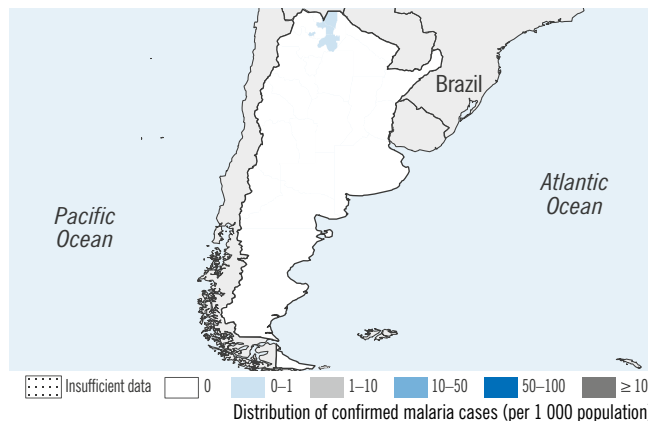 Brazil
Atlantic
Ocean
Pacific
Ocean
Insufficient data 0 0–1 1–10 10–50 50–100 ≥ 10
Distribution of confirmed malaria cases (per 1 000 population